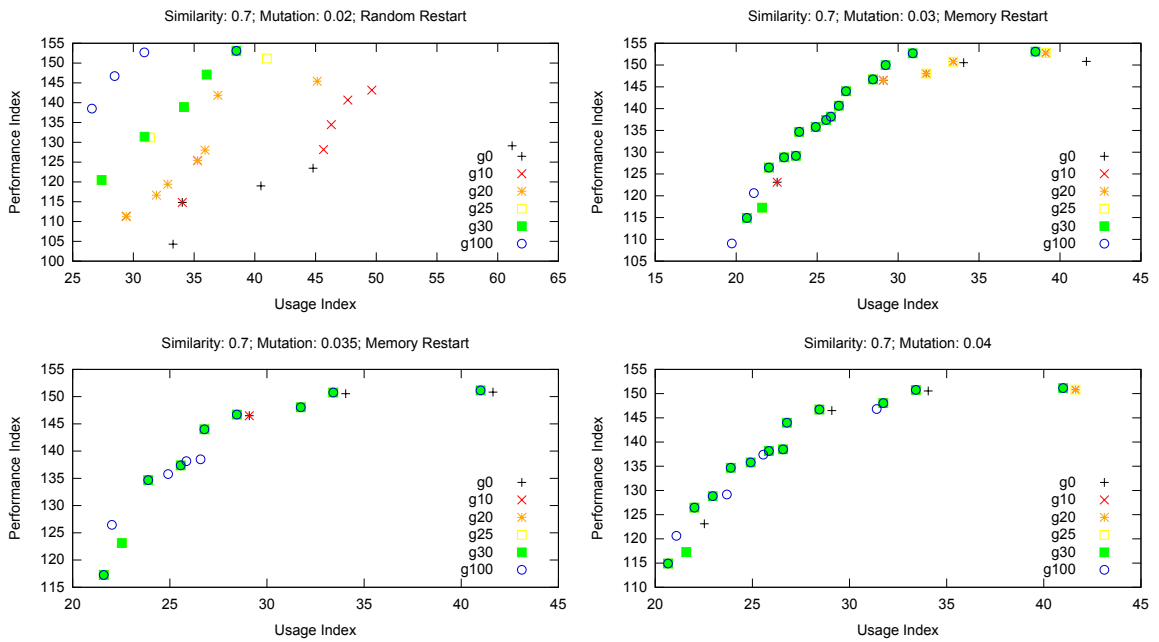 Similarity: 0.7; Mutation: 0.02; Random Restart
Performance Index
155
150
145
140
135
130
125
120
115
110
105
100
g0
g10
g20
g25
g30
g100
25 30 35 40 45 50 55 60 65
Usage Index
Similarity: 0.7; Mutation: 0.03; Memory Restart
Performance Index
155
150
145
140
135
130
125
120
115
110
105
g0
g10
g20
g25
g30
g100
15 20 25 30 35 40 45
Usage Index
Similarity: 0.7; Mutation: 0.035; Memory Restart
Performance Index
155
150
145
140
135
130
125
120
115
g0
g10
g20
g25
g30
g100
20 25 30 35 40 45
Usage Index
Similarity: 0.7; Mutation: 0.04
Performance Index
155
150
145
140
135
130
125
120
115
110
g0
g10
g20
g25
g30
g100
20 25 30 35 40 45
Usage Index